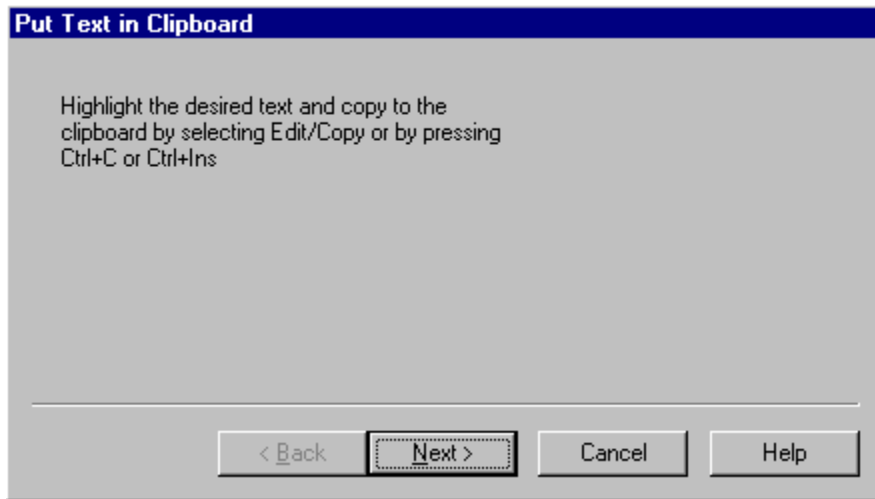 Put Text in Clipboard
Highlight the desired text and copy to the
clipboard by selecting Edit/Copy or by pressing
Ctrl+C or Ctrl+Ins
< Back
Next >
Cancel
Help